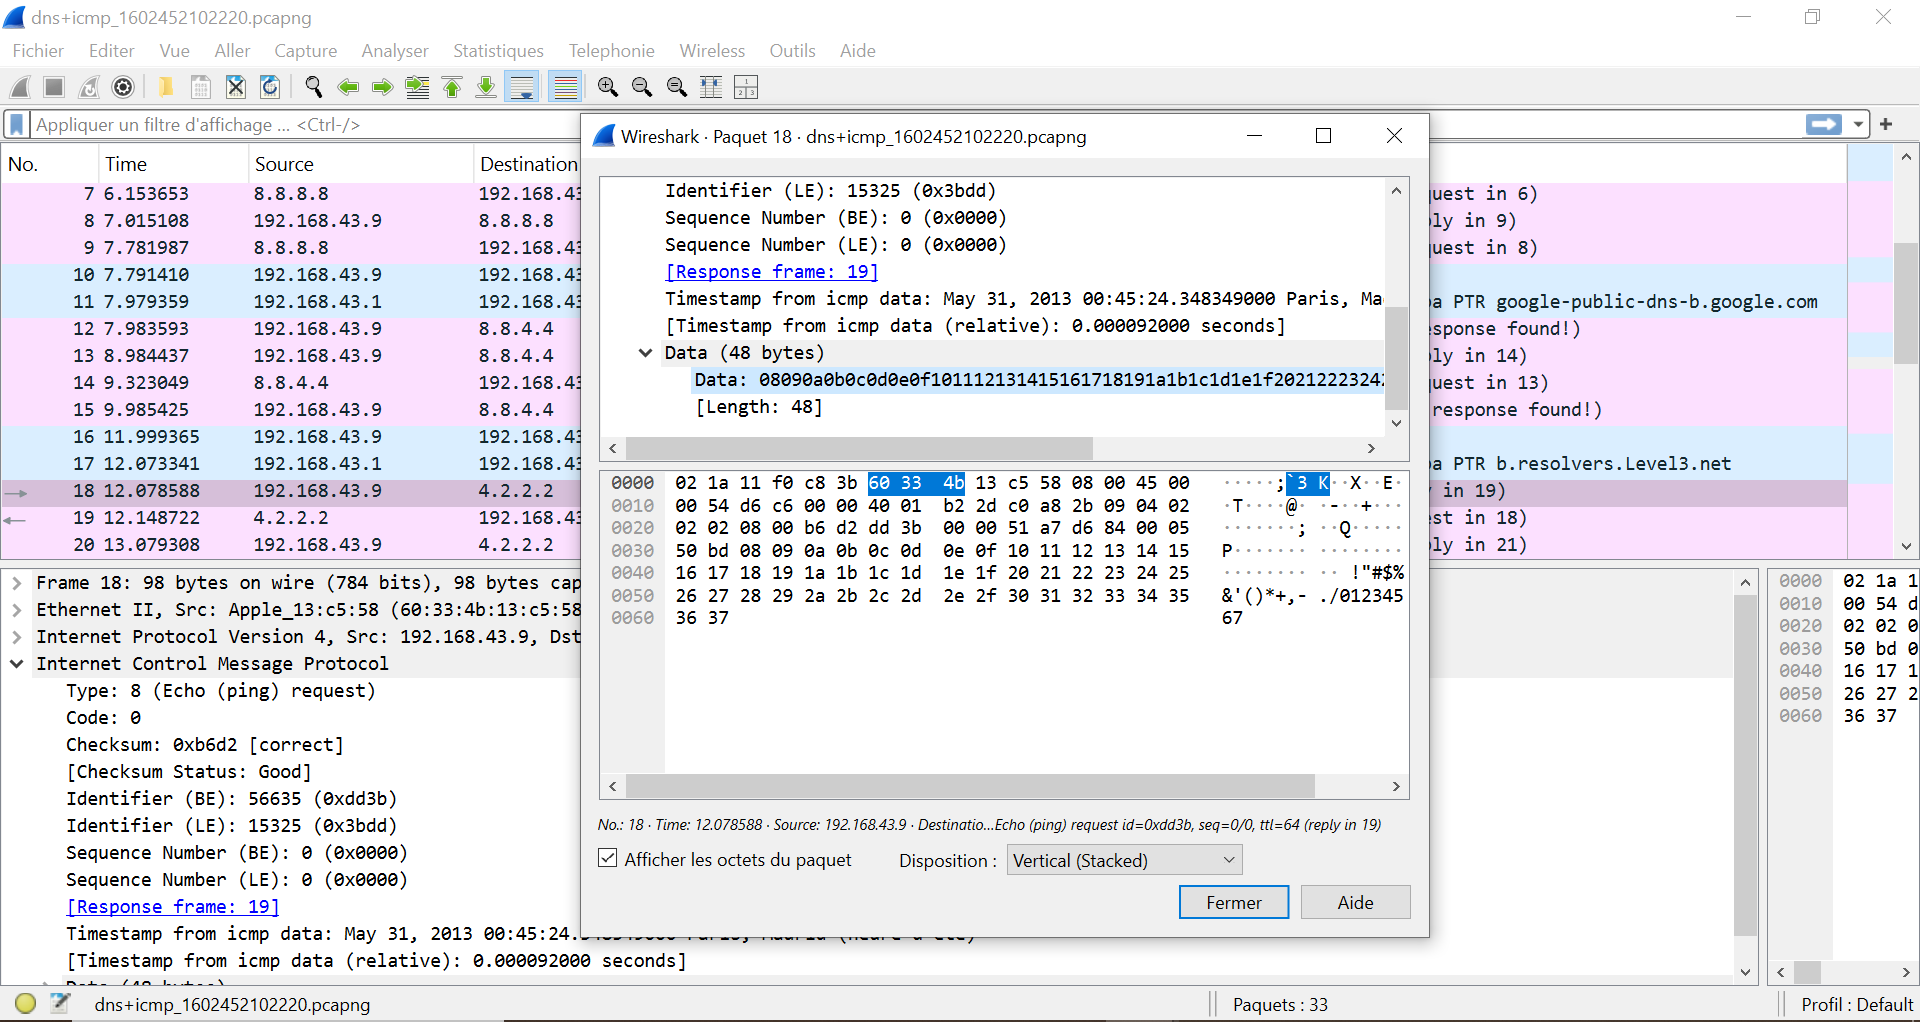 dns+icmp_1602452102220.pcapng
Fichier Editer Vue Aller Capture Analyser Statistiques Telephonie Wireless Outils Aide
Appliquer un filtre d'affichage ... <Ctrl-/>
No. Time Source Destination
7 6.153653 8.8.8.8 192.168.43
8 7.015108 192.168.43.9 8.8.8.8
9 7.781987 8.8.8.8 192.168.43
10 7.791410 192.168.43.9 192.168.43
11 7.979359 192.168.43.1 192.168.43
12 7.983593 192.168.43.9 8.8.4.4
13 8.984437 192.168.43.9 8.8.4.4
14 9.323049 8.8.4.4 192.168.43
15 9.985425 192.168.43.9 8.8.4.4
16 11.999365 192.168.43.9 192.168.43
17 12.073341 192.168.43.1 192.168.43
18 12.078588 192.168.43.9 4.2.2.2
19 12.148722 4.2.2.2 192.168.43
20 13.079308 192.168.43.9 4.2.2.2
uest in 6)
ly in 9)
uest in 8)
a PTR google-public-dns-b.google.com
sponse found!)
ly in 14)
uest in 13)
response found!)
a PTR b.resolvers.Level3.net
in 19)
st in 18)
ly in 21)
Wireshark · Paquet 18 · dns+icmp_1602452102220.pcapng
Identifier (LE): 15325 (0x3bdd)
Sequence Number (BE): 0 (0x0000)
Sequence Number (LE): 0 (0x0000)
[Response frame: 19]
Timestamp from icmp data: May 31, 2013 00:45:24.348349000 Paris, Ma
[Timestamp from icmp data (relative): 0.000092000 seconds]
Data (48 bytes)
Data: 08090a0b0c0d0e0f101112131415161718191a1b1c1d1e1f2021222324
[Length: 48]
0000 02 1a 11 f0 c8 3b 60 33 4b 13 c5 58 08 00 45 00 ·····;`3 K··X··E·
0010 00 54 d6 c6 00 00 40 01 b2 2d c0 a8 2b 09 04 02 ·T····@· ·-··+···
0020 02 02 08 00 b6 d2 dd 3b 00 00 51 a7 d6 84 00 05 ·······; ··Q·····
0030 50 bd 08 09 0a 0b 0c 0d 0e 0f 10 11 12 13 14 15 P······· ········
0040 16 17 18 19 1a 1b 1c 1d 1e 1f 20 21 22 23 24 25 ········ ·· !"#$%
0050 26 27 28 29 2a 2b 2c 2d 2e 2f 30 31 32 33 34 35 &'()*+,- ./012345
0060 36 37 67
No.: 18 · Time: 12.078588 · Source: 192.168.43.9 · Destinatio...Echo (ping) request id=0xdd3b, seq=0/0, ttl=64 (reply in 19)
Afficher les octets du paquet Disposition : Vertical (Stacked)
Fermer Aide
Frame 18: 98 bytes on wire (784 bits), 98 bytes cap
Ethernet II, Src: Apple_13:c5:58 (60:33:4b:13:c5:58
Internet Protocol Version 4, Src: 192.168.43.9, Dst
Internet Control Message Protocol
Type: 8 (Echo (ping) request)
Code: 0
Checksum: 0xb6d2 [correct]
[Checksum Status: Good]
Identifier (BE): 56635 (0xdd3b)
Identifier (LE): 15325 (0x3bdd)
Sequence Number (BE): 0 (0x0000)
Sequence Number (LE): 0 (0x0000)
[Response frame: 19]
Timestamp from icmp data: May 31, 2013 00:45:24.
[Timestamp from icmp data (relative): 0.000092000 seconds]
0000 02 1a 1
0010 00 54 d
0020 02 02 0
0030 50 bd 0
0040 16 17 1
0050 26 27 2
0060 36 37
dns+icmp_1602452102220.pcapng Paquets : 33 Profil : Default